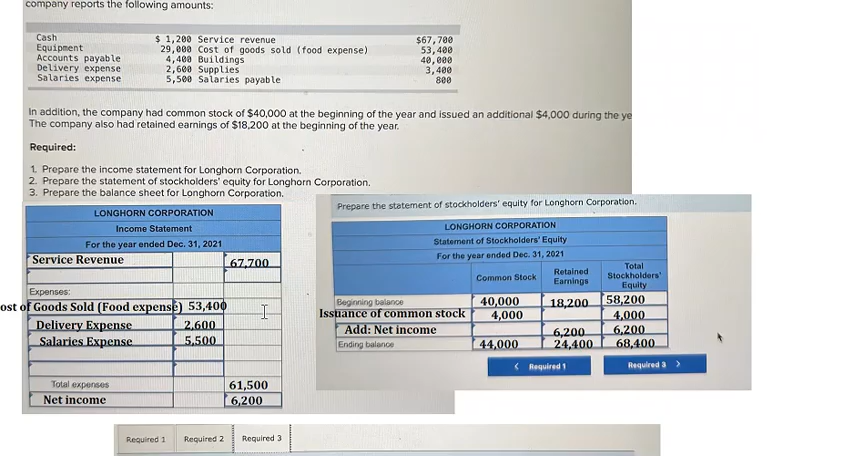 company reports the following amounts:
Cash $ 1,200 Service revenue $67,700
Equipment 29,000 Cost of goods sold (food expense) 53,400
Accounts payable 4,400 Buildings 40,000
Delivery expense 2,600 Supplies 3,400
Salaries expense 5,500 Salaries payable 800
In addition, the company had common stock of $40,000 at the beginning of the year and issued an additional $4,000 during the ye
The company also had retained earnings of $18,200 at the beginning of the year.
Required:
1. Prepare the income statement for Longhorn Corporation.
2. Prepare the statement of stockholders' equity for Longhorn Corporation.
3. Prepare the balance sheet for Longhorn Corporation.
LONGHORN CORPORATION
Income Statement
For the year ended Dec. 31, 2021
Service Revenue 67,700
Expenses:
ost of Goods Sold (Food expense) 53,400
Delivery Expense 2,600
Salaries Expense 5,500
Total expenses 61,500
Net income 6,200
Prepare the statement of stockholders' equity for Longhorn Corporation.
LONGHORN CORPORATION
Statement of Stockholders' Equity
For the year ended Dec. 31, 2021
Common Stock Retained Earnings Total Stockholders' Equity
Beginning balance 40,000 18,200 58,200
Issuance of common stock 4,000 4,000
Add: Net income 6,200 6,200
Ending balance 44,000 24,400 68,400
< Required 1 Required 3 >
Required 1 Required 2 Required 3